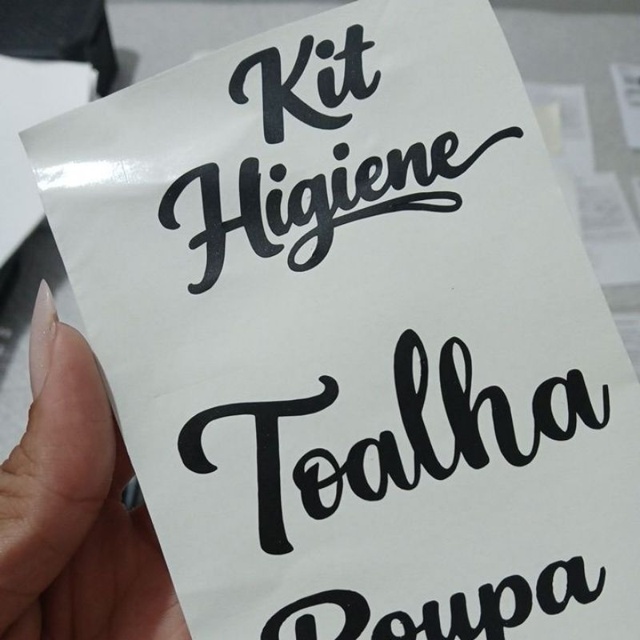 Kit
Higiene
Toalha
Roupa